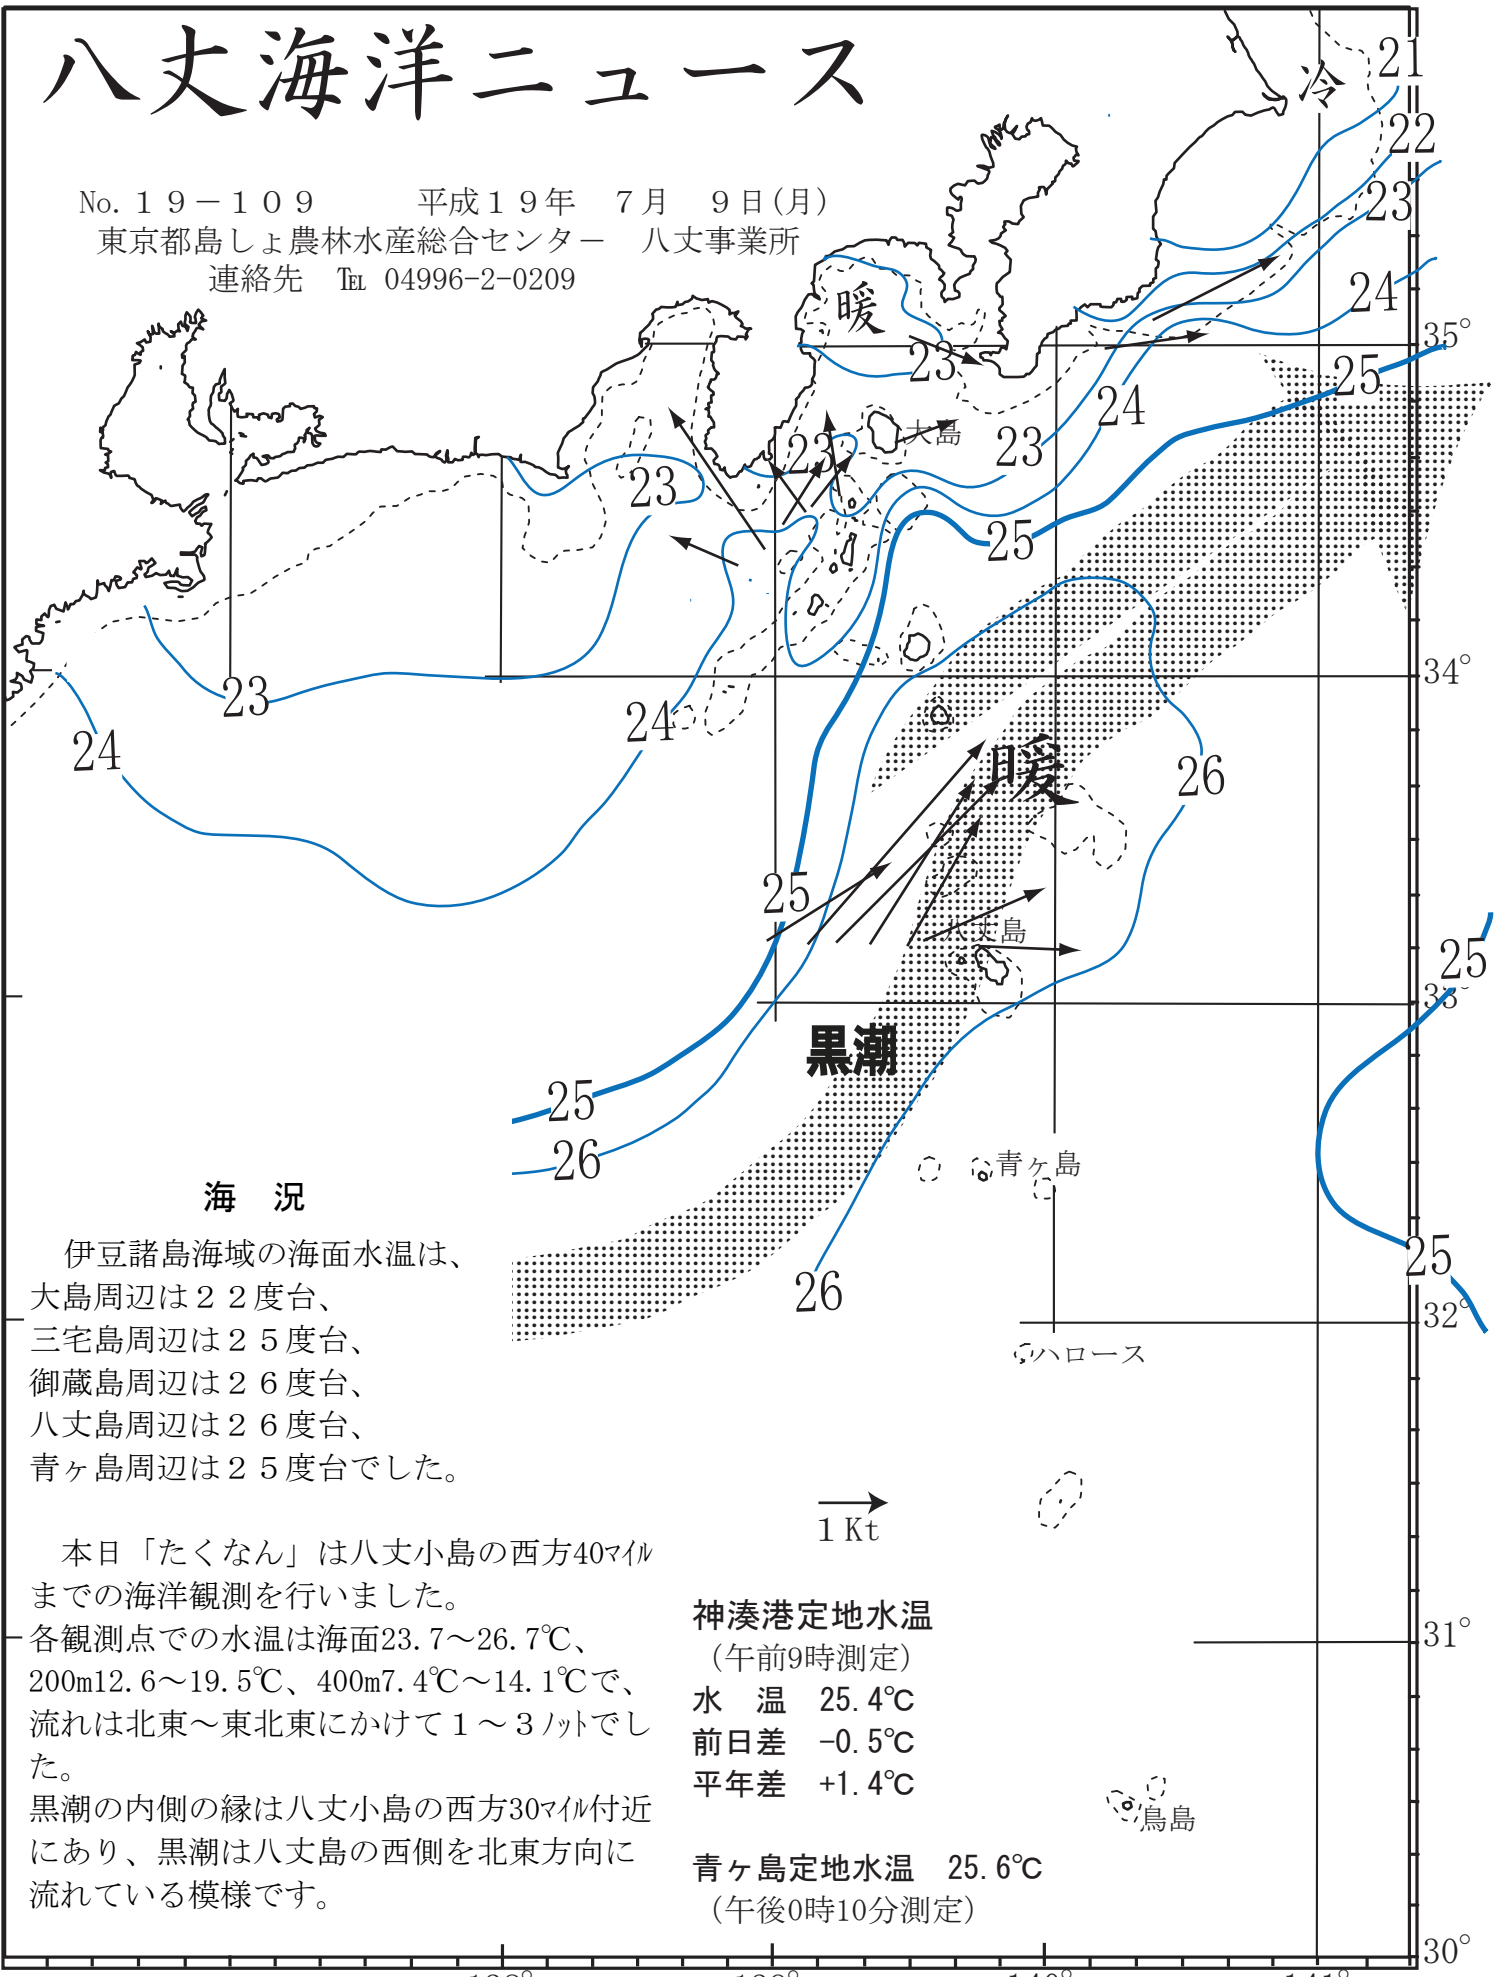 八丈海洋ニュース
No.１９－１０９　　　平成１９年　７月　９日(月)
東京都島しょ農林水産総合センター　八丈事業所
連絡先　℡ 04996-2-0209
冷
21
22
23
24
35°
25
暖
23
大島
23
24
23
23
25
34°
23
24
24
暖
26
25
八丈島
25
33°
黒潮
25
26
青ヶ島
26
25
32°
ハロース
海　況
伊豆諸島海域の海面水温は、
大島周辺は２２度台、
三宅島周辺は２５度台、
御蔵島周辺は２６度台、
八丈島周辺は２６度台、
青ヶ島周辺は２５度台でした。
本日「たくなん」は八丈小島の西方40ﾏｲﾙ
までの海洋観測を行いました。
各観測点での水温は海面23.7～26.7℃、
200m12.6～19.5℃、400m7.4℃～14.1℃で、
流れは北東～東北東にかけて１～３ﾉｯﾄでし
た。
黒潮の内側の縁は八丈小島の西方30ﾏｲﾙ付近
にあり、黒潮は八丈島の西側を北東方向に
流れている模様です。
1 Kt
神湊港定地水温
（午前9時測定）
水　温　25.4℃
前日差　-0.5℃
平年差　+1.4℃
青ヶ島定地水温　25.6℃
（午後0時10分測定）
31°
鳥島
30°